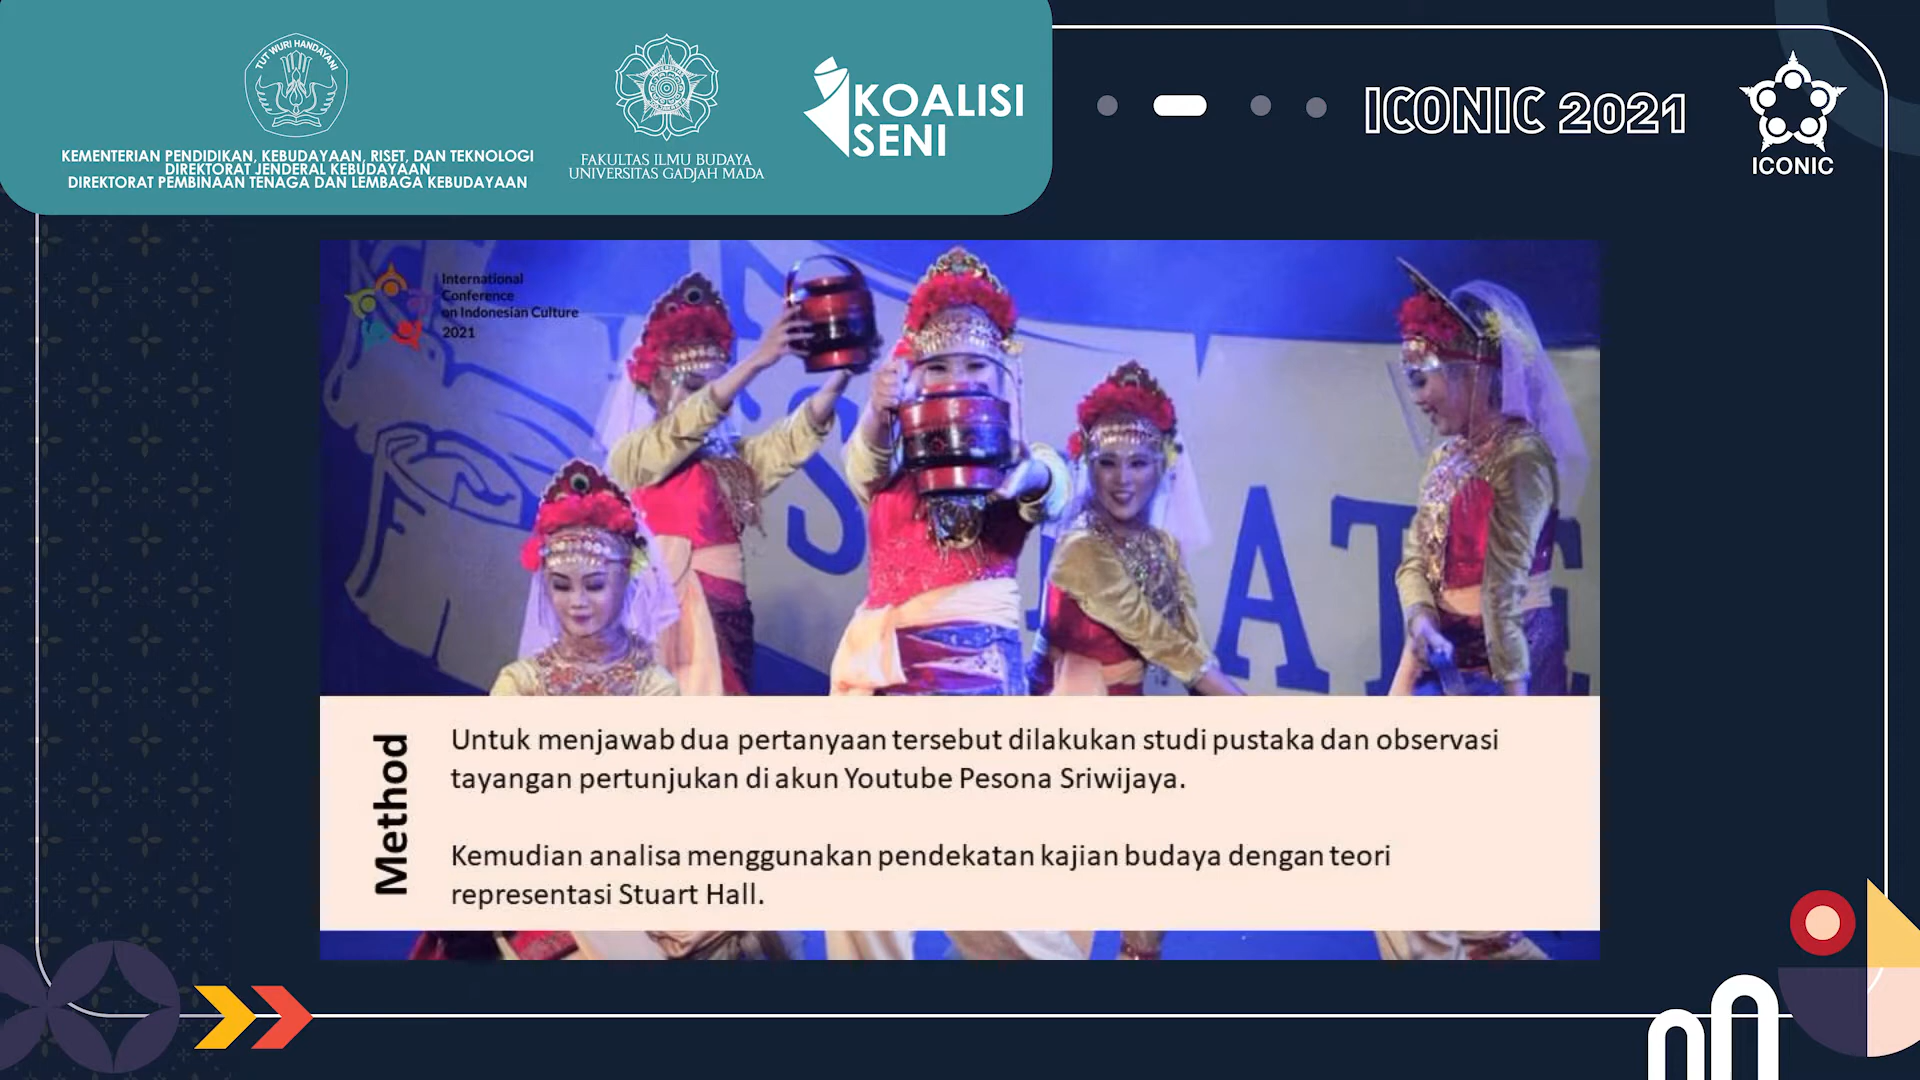 TUT WURI HANDAYANI
KEMENTERIAN PENDIDIKAN, KEBUDAYAAN, RISET, DAN TEKNOLOGI
DIREKTORAT JENDERAL KEBUDAYAAN
DIREKTORAT PEMBINAAN TENAGA DAN LEMBAGA KEBUDAYAAN
FAKULTAS ILMU BUDAYA
UNIVERSITAS GADJAH MADA
KOALISI
SENI
ICONIC 2021
ICONIC
International
Conference
on Indonesian Culture
2021
Method
Untuk menjawab dua pertanyaan tersebut dilakukan studi pustaka dan observasi
tayangan pertunjukan di akun Youtube Pesona Sriwijaya.
Kemudian analisa menggunakan pendekatan kajian budaya dengan teori
representasi Stuart Hall.